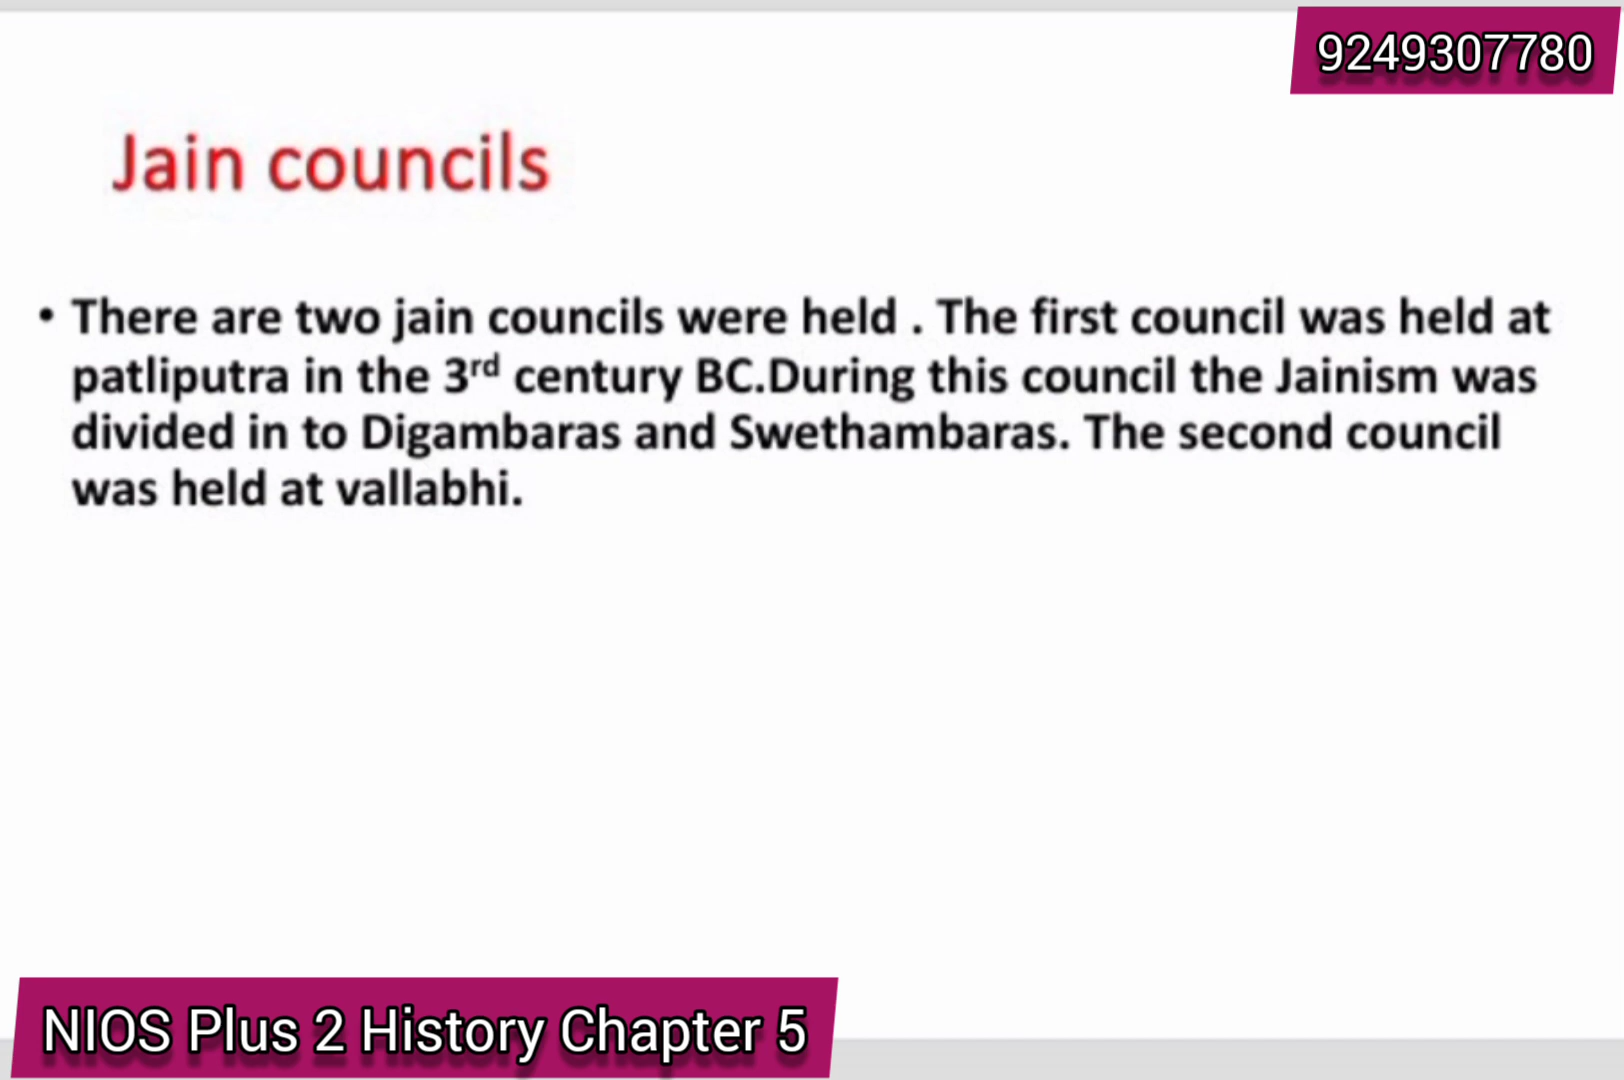 9249307780
Jain councils
• There are two jain councils were held . The first council was held at
patliputra in the 3rd century BC.During this council the Jainism was
divided in to Digambaras and Swethambaras. The second council
was held at vallabhi.
NIOS Plus 2 History Chapter 5